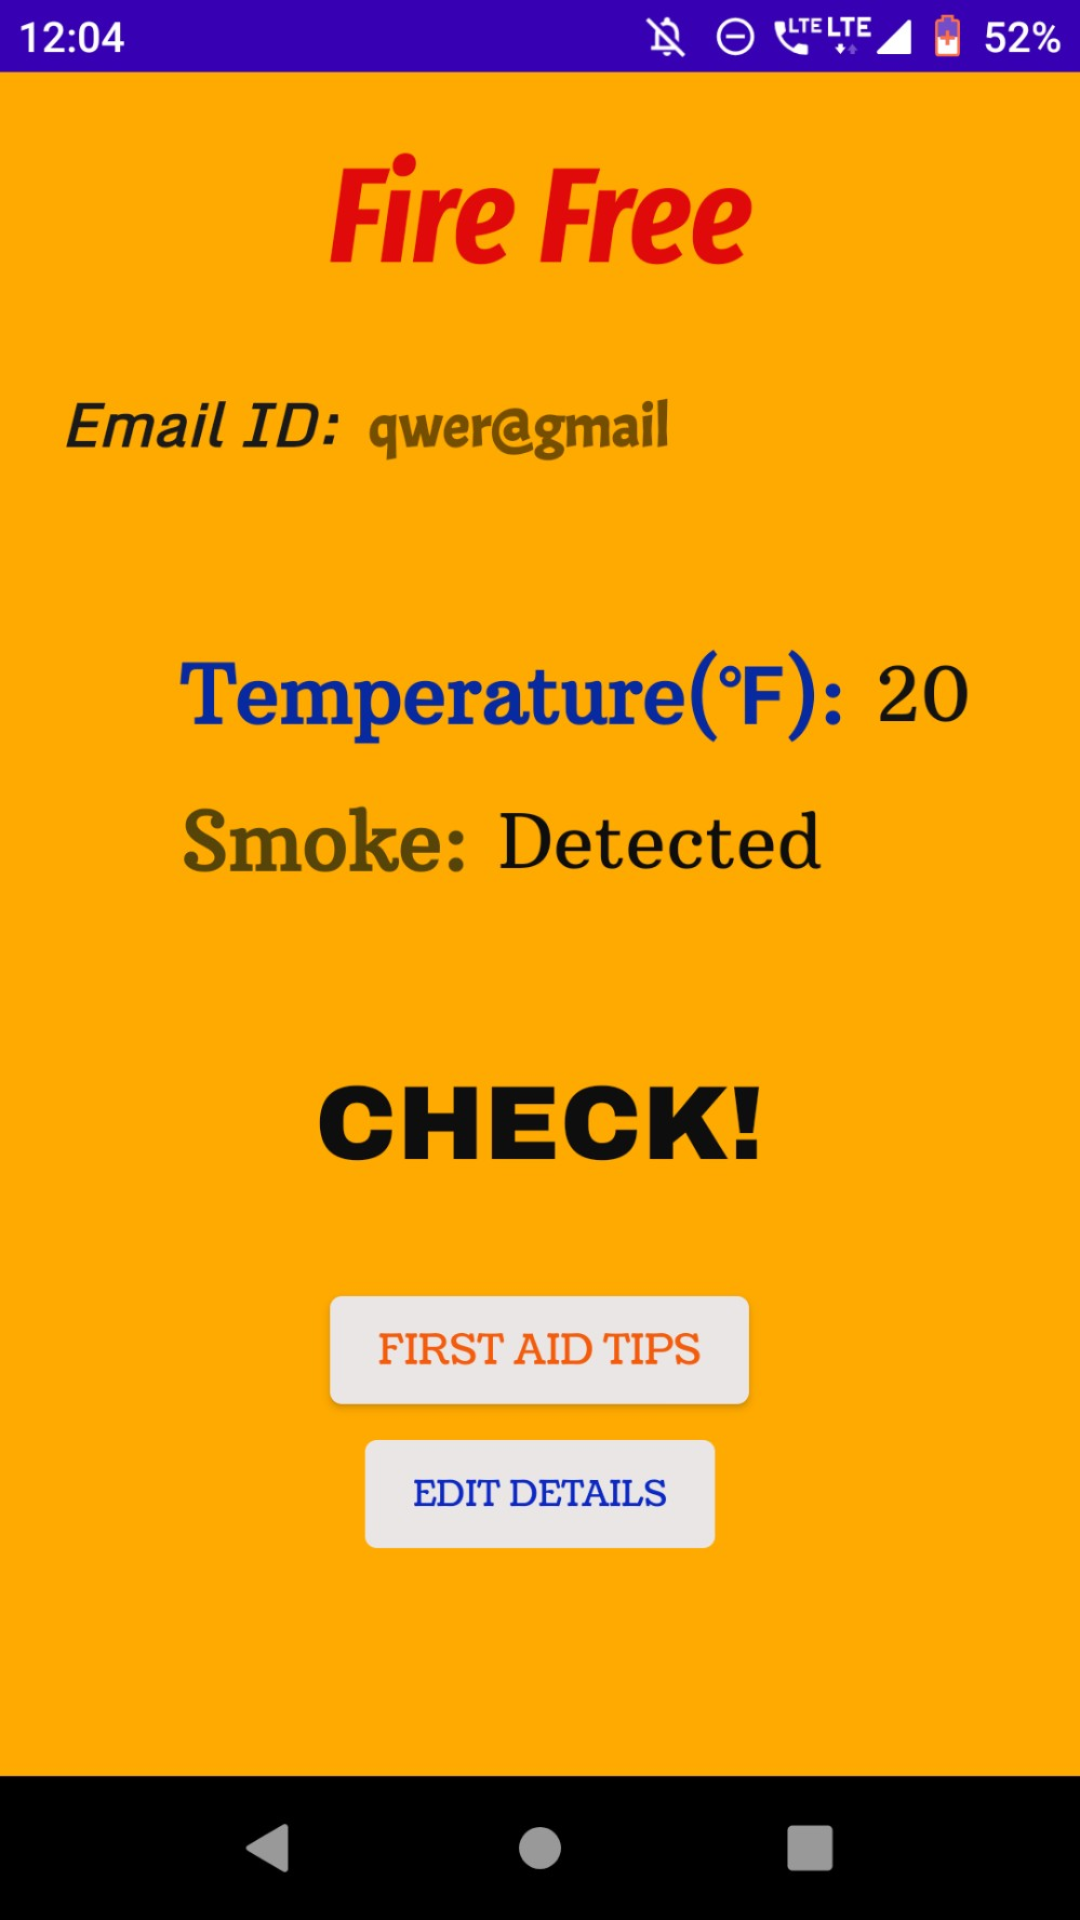 12:04 LTE LTE 52%
Fire Free
Email ID: qwer@gmail
Temperature(℉): 20
Smoke: Detected
CHECK!
FIRST AID TIPS
EDIT DETAILS